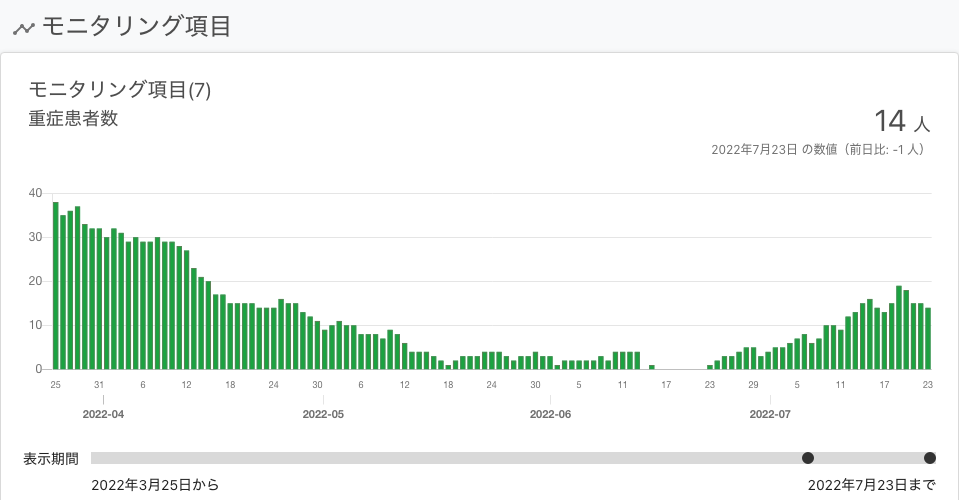 モニタリング項目
モニタリング項目(7)
重症患者数
14 人
2022年7月23日 の数値（前日比: -1 人）
40
30
20
10
0
25 31 6 12 18 24 30 6 12 18 24 30 5 11 17 23 29 5 11 17 23
2022-04 2022-05 2022-06 2022-07
表示期間
2022年3月25日から 2022年7月23日まで